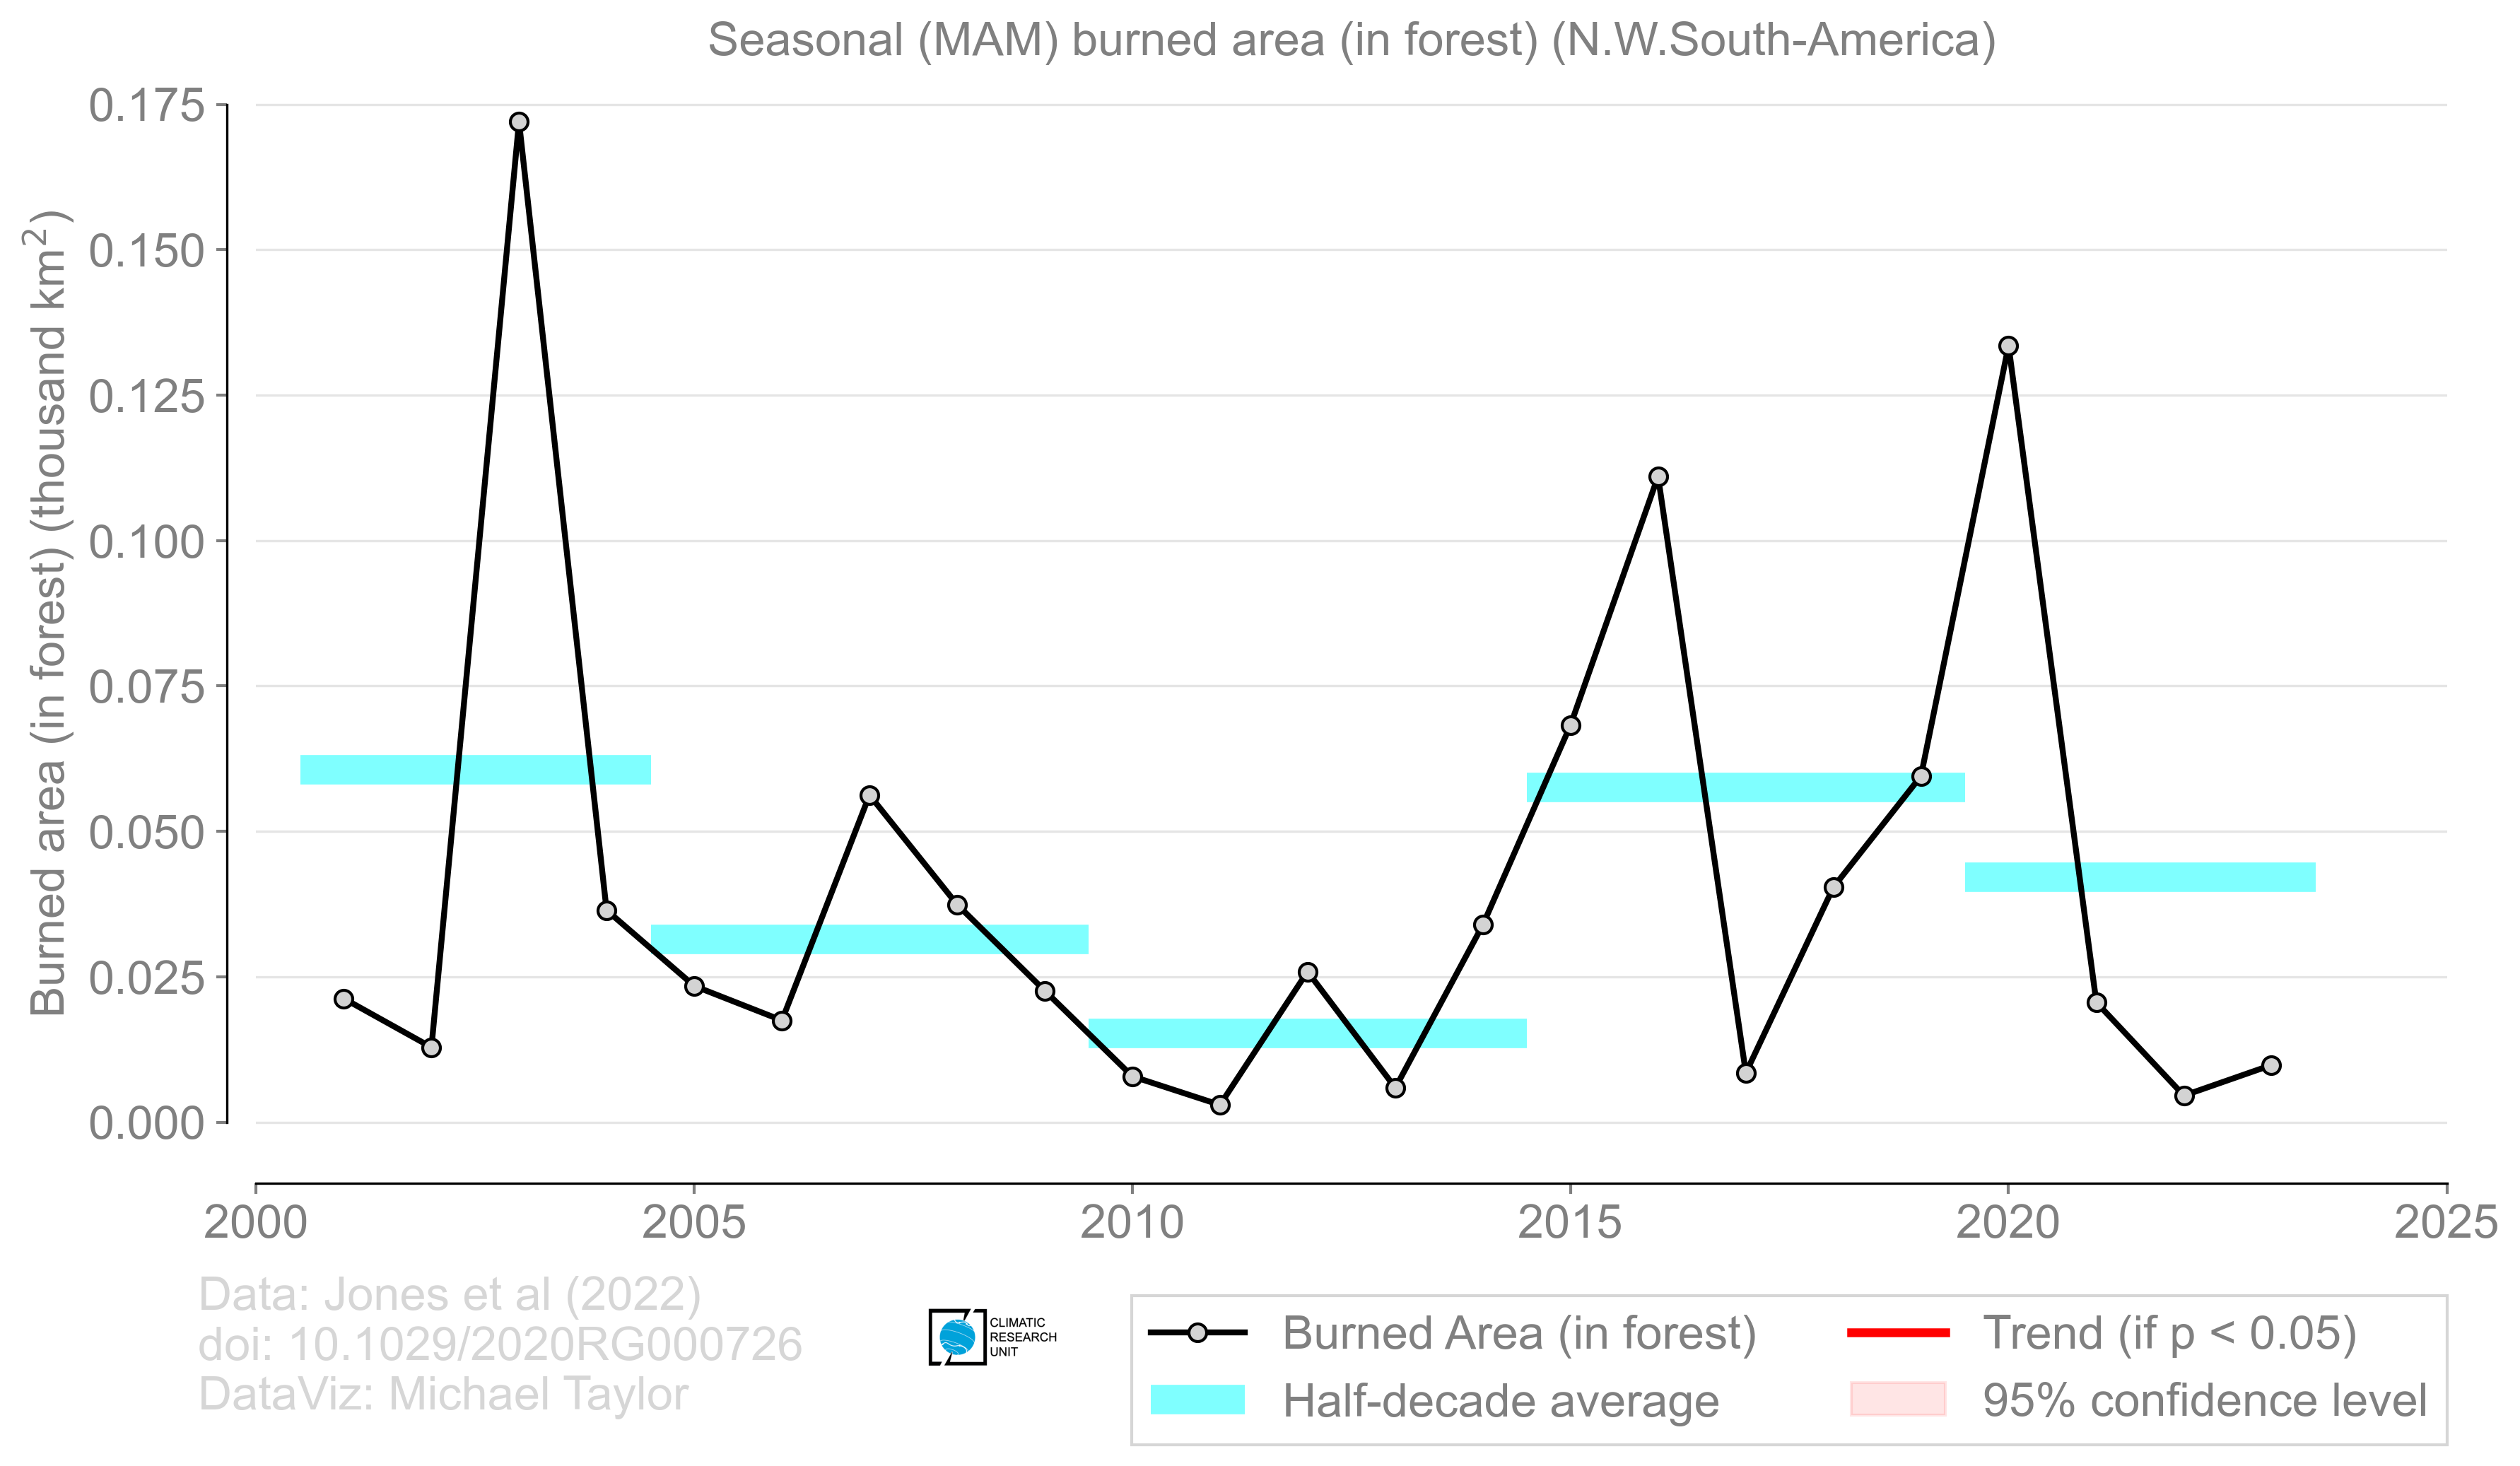 Seasonal (MAM) burned area (in forest) (N.W.South-America)
Burned area (in forest) (thousand km²)
0.175
0.150
0.125
0.100
0.075
0.050
0.025
0.000
2000 2005 2010 2015 2020 2025
Data: Jones et al (2022)
doi: 10.1029/2020RG000726
DataViz: Michael Taylor
CLIMATIC
RESEARCH
UNIT
Burned Area (in forest)
Half-decade average
Trend (if p < 0.05)
95% confidence level